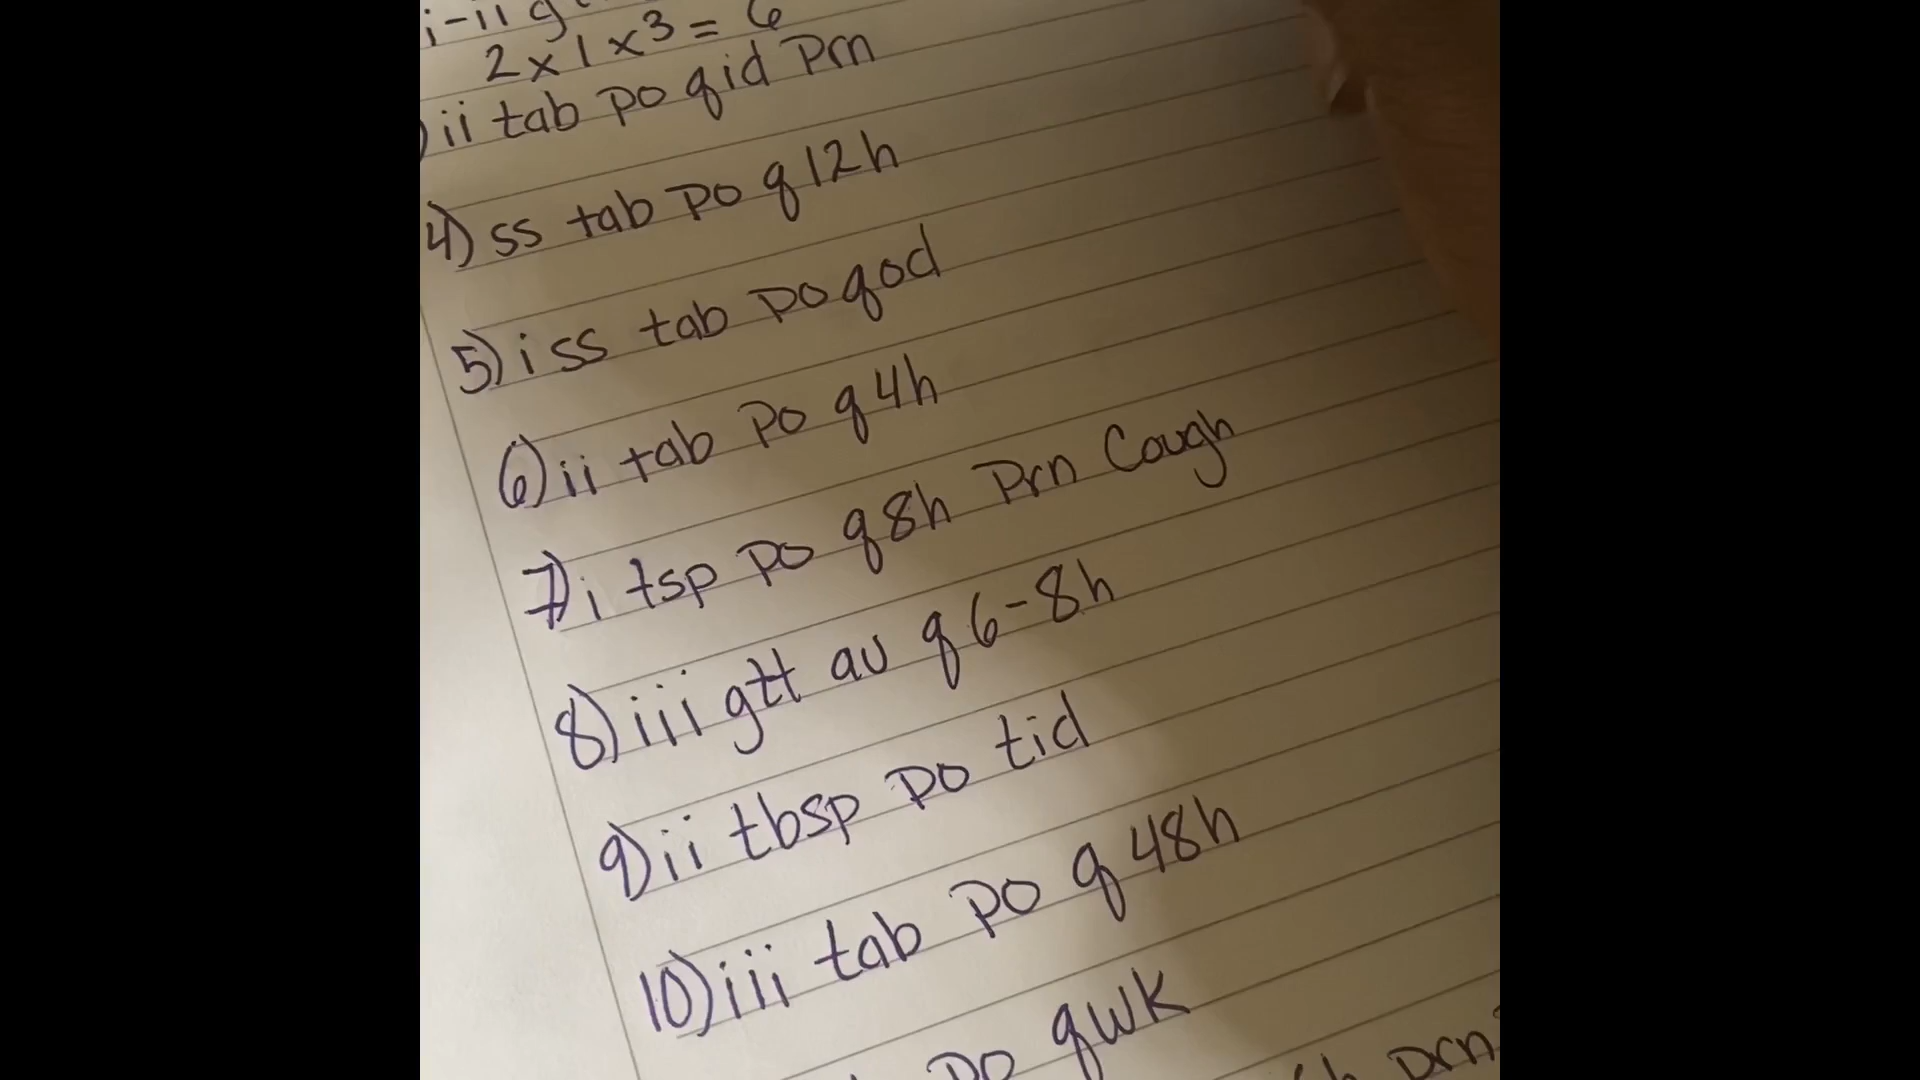 i-ii g
2 x 1 x 3 = 6
) ii tab po qid Prn
4) ss tab po q12h
5) i ss tab po qod
6) ii tab po q4h
7) i tsp po q8h Prn Cough
8) iii gtt au q6-8h
9) ii tbsp po tid
10) iii tab po q48h
po qwk
h prn